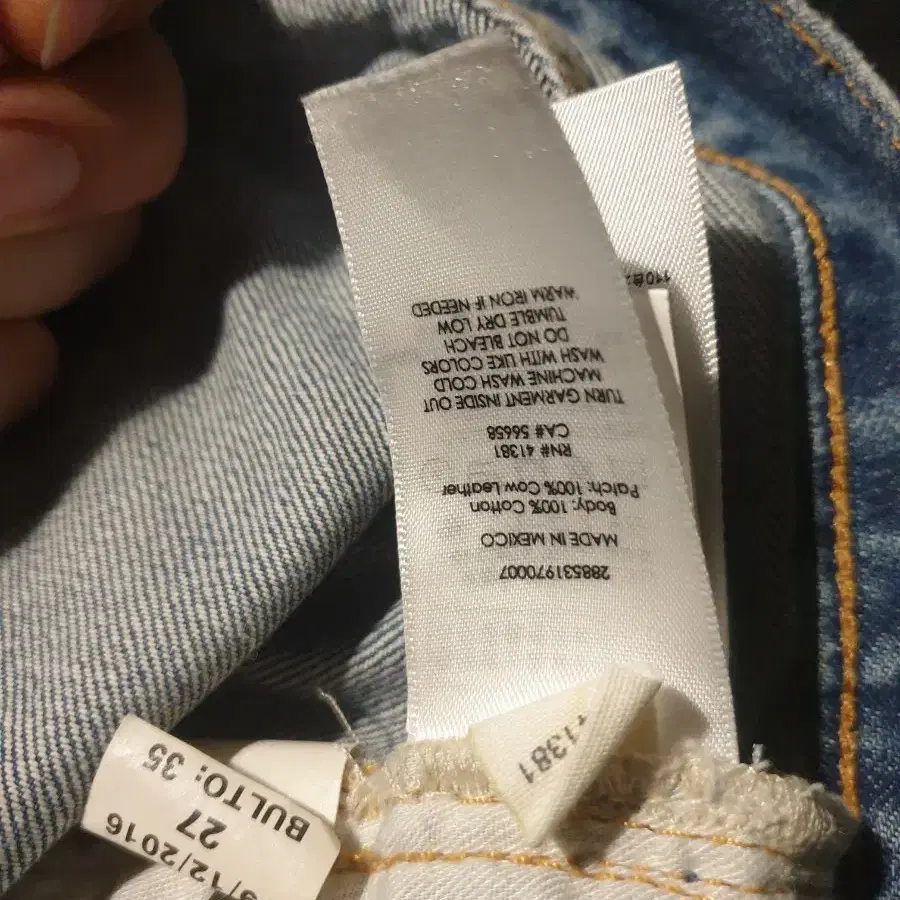 288531970007
MADE IN MEXICO
Body: 100% Cotton
Patch: 100% Cow Leather
RN# 41381
CA# 56658
TURN GARMENT INSIDE OUT
MACHINE WASH COLD
WASH WITH LIKE COLORS
DO NOT BLEACH
TUMBLE DRY LOW
WARM IRON IF NEEDED
1381
BULTO: 35
27
/12/2016